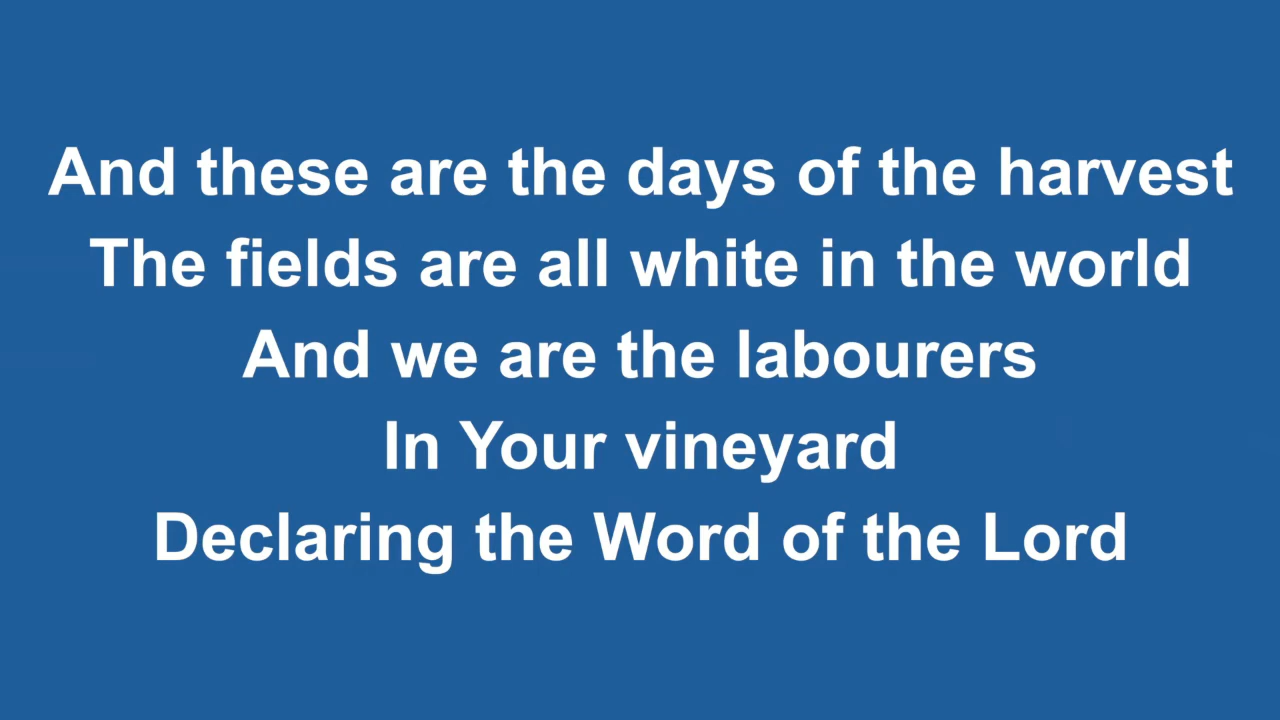 And these are the days of the harvest
The fields are all white in the world
And we are the labourers
In Your vineyard
Declaring the Word of the Lord